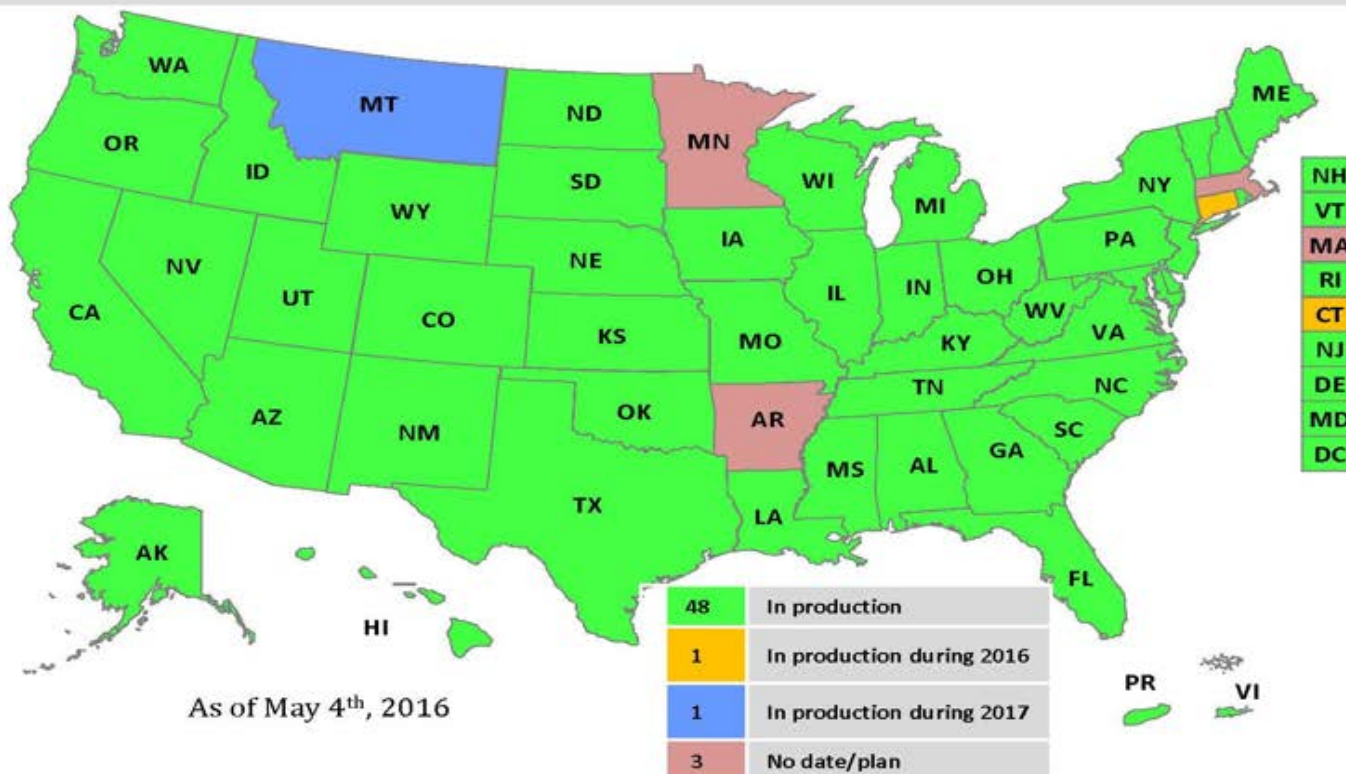 WA
MT
ND
MN
ME
OR
ID
SD
WI
NY
NH
WY
MI
VT
IA
PA
MA
NV
NE
OH
RI
UT
IL
IN
CA
CO
WV
CT
KS
MO
VA
KY
NJ
TN
NC
DE
AZ
OK
AR
MD
NM
SC
MS
AL
GA
DC
TX
LA
AK
FL
HI
48 In production
1 In production during 2016
PR
VI
As of May 4th, 2016
1 In production during 2017
3 No date/plan